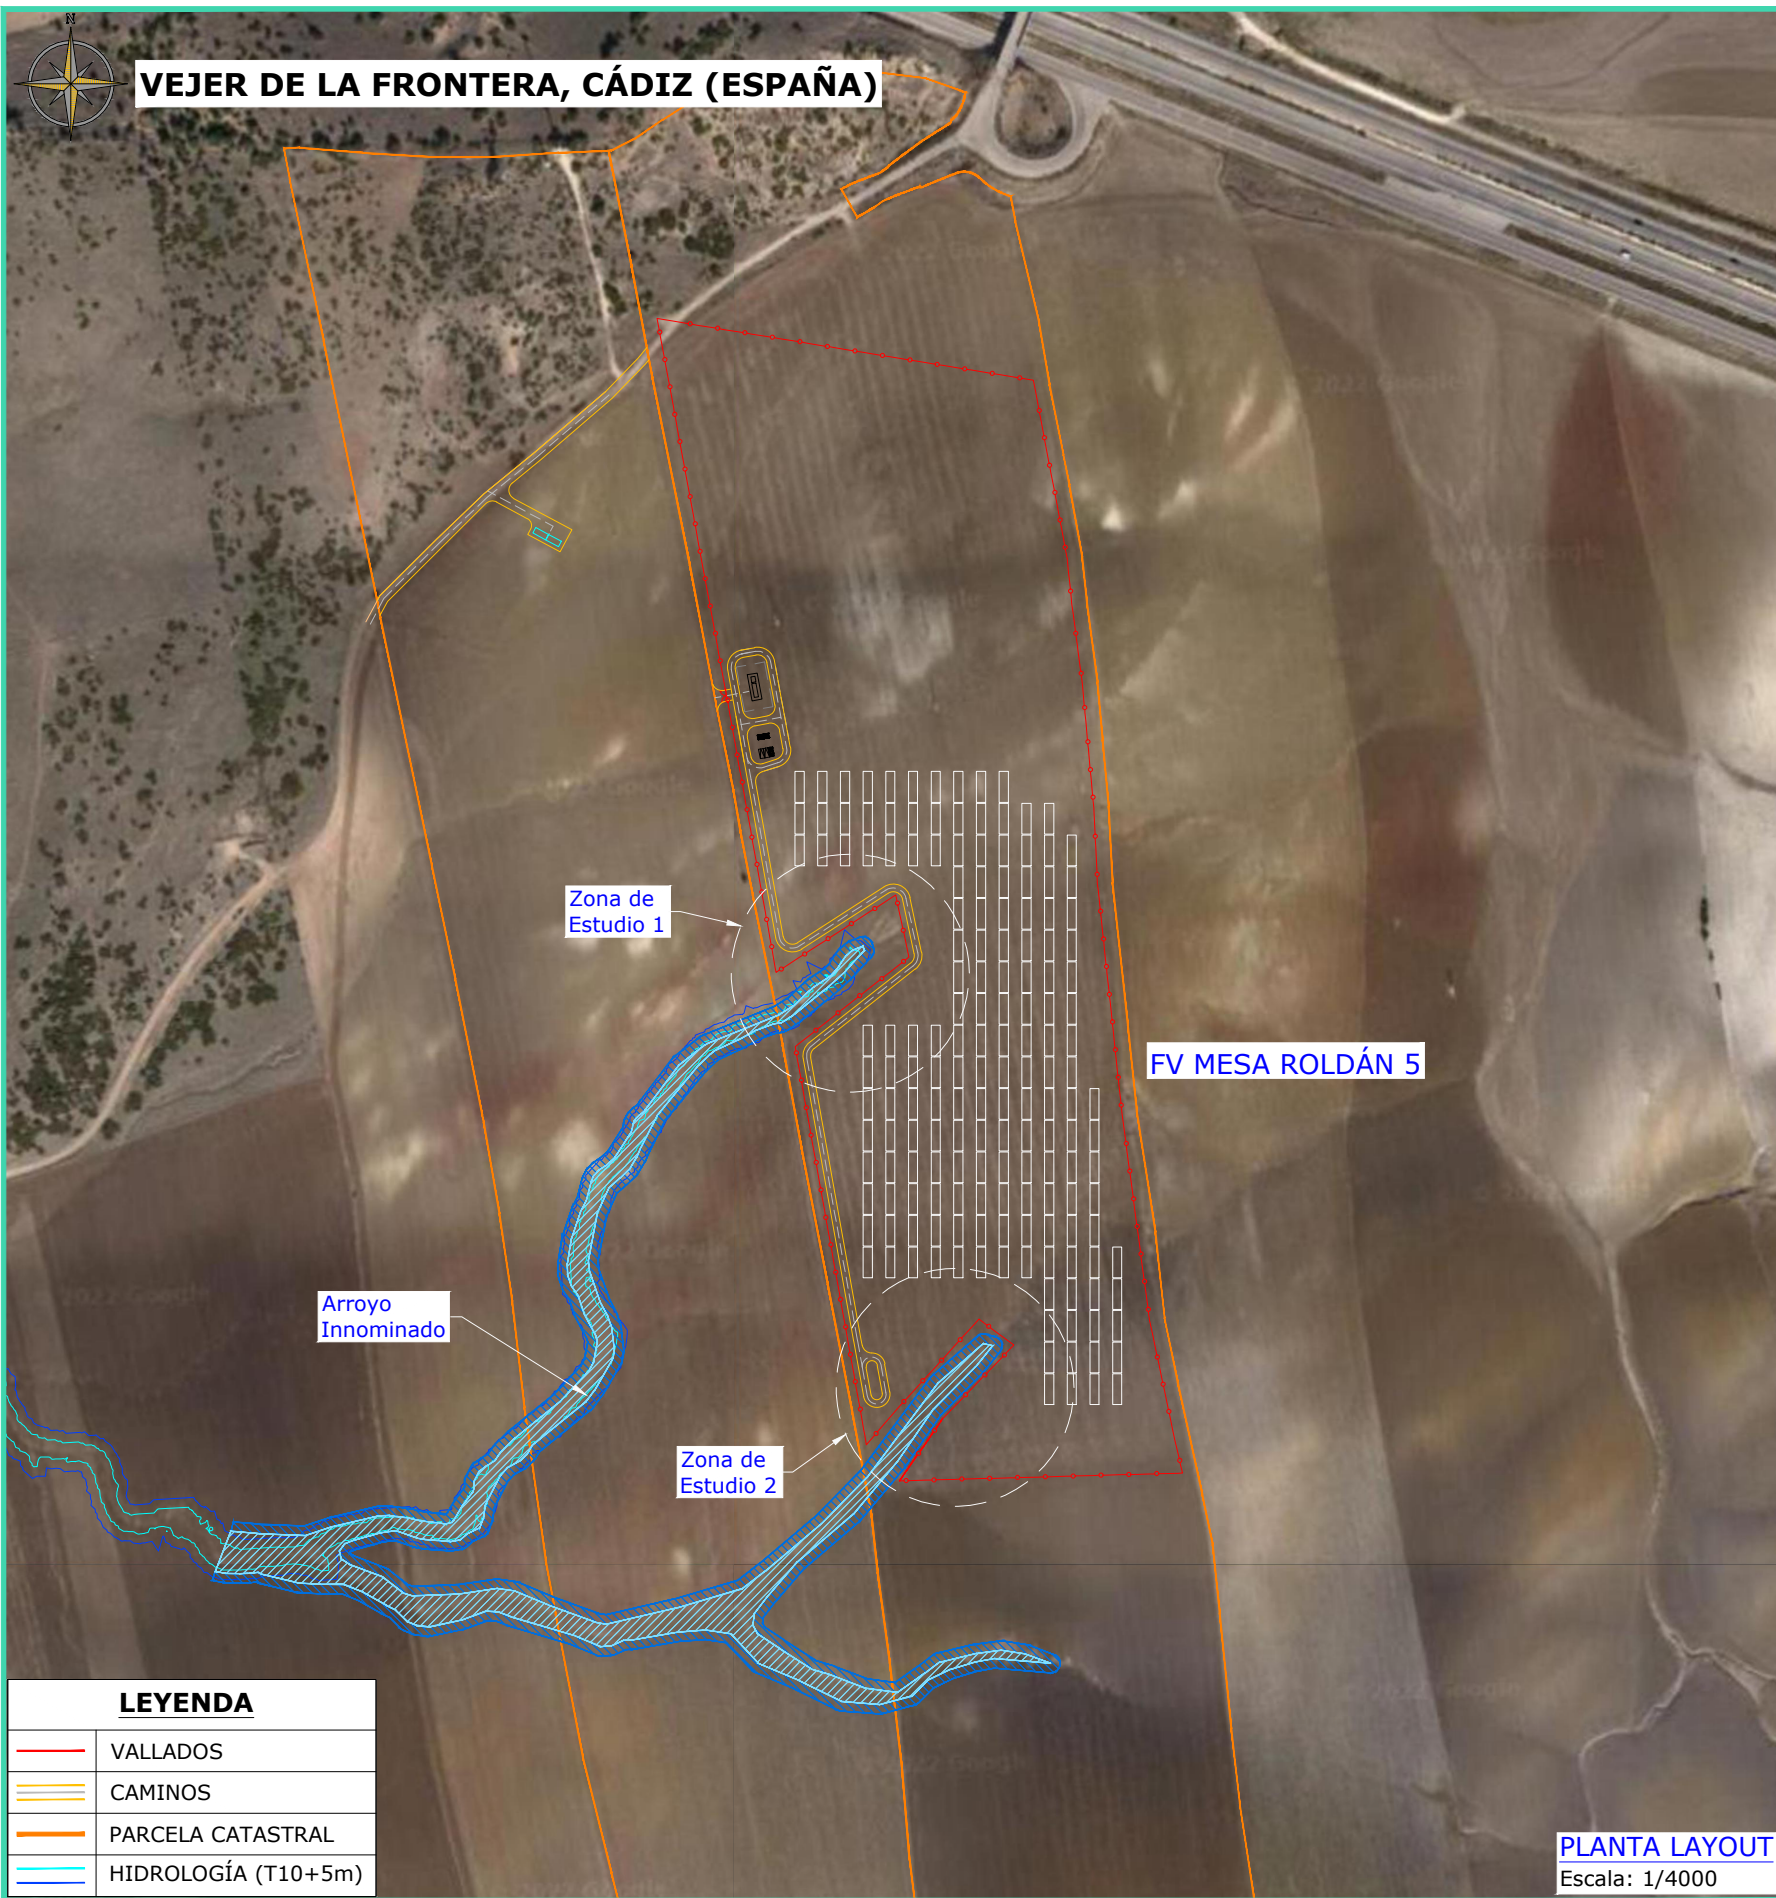 N
VEJER DE LA FRONTERA, CÁDIZ (ESPAÑA)
Zona de
Estudio 1
FV MESA ROLDÁN 5
Arroyo
Innominado
Zona de
Estudio 2
LEYENDA
VALLADOS
CAMINOS
PARCELA CATASTRAL
HIDROLOGÍA (T10+5m)
PLANTA LAYOUT
Escala: 1/4000